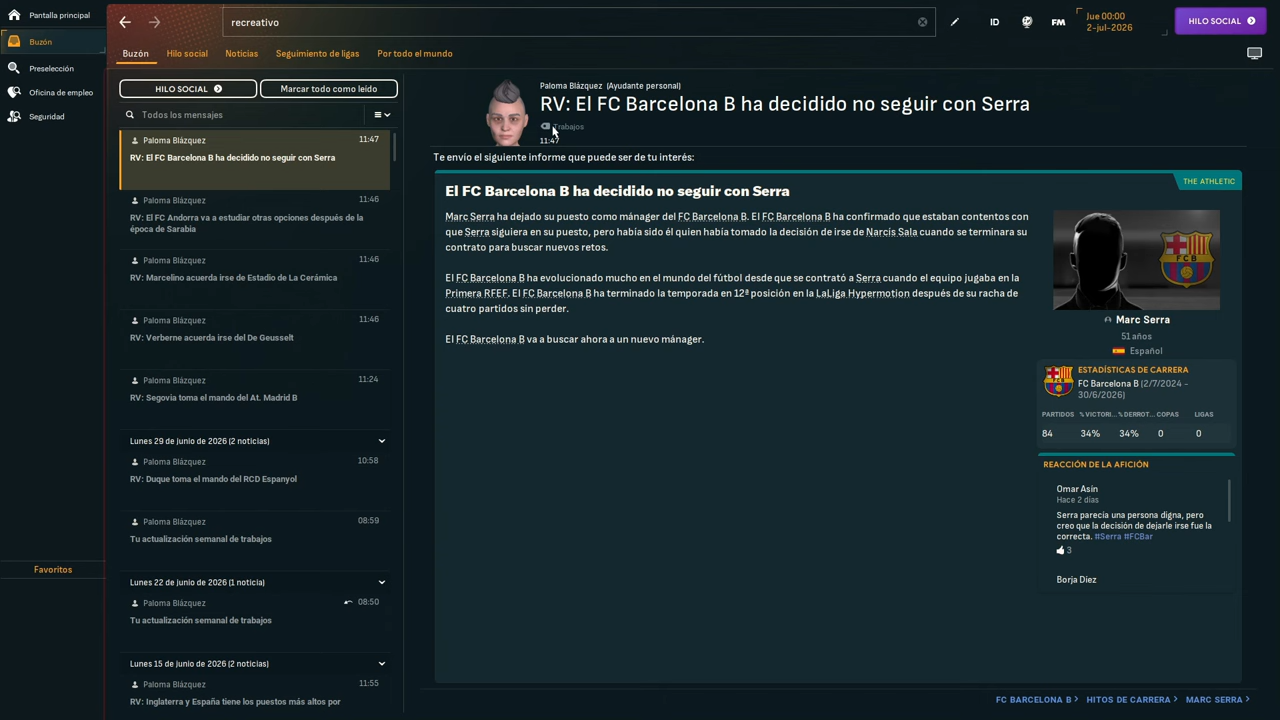 Pantalla principal
Buzón
Preselección
Oficina de empleo
Seguridad
Favoritos
recreativo
ID
FM
Jue 00:00
2-jul-2026
HILO SOCIAL
Buzón
Hilo social
Noticias
Seguimiento de ligas
Por todo el mundo
HILO SOCIAL
Marcar todo como leído
Todos los mensajes
Paloma Blázquez 11:47
RV: El FC Barcelona B ha decidido no seguir con Serra
Paloma Blázquez 11:46
RV: El FC Andorra va a estudiar otras opciones después de la
época de Sarabia
Paloma Blázquez 11:46
RV: Marcelino acuerda irse de Estadio de La Cerámica
Paloma Blázquez 11:46
RV: Verberne acuerda irse del De Geusselt
Paloma Blázquez 11:24
RV: Segovia toma el mando del At. Madrid B
Lunes 29 de junio de 2026 (2 noticias)
Paloma Blázquez 10:58
RV: Duque toma el mando del RCD Espanyol
Paloma Blázquez 08:59
Tu actualización semanal de trabajos
Lunes 22 de junio de 2026 (1 noticia)
Paloma Blázquez 08:50
Tu actualización semanal de trabajos
Lunes 15 de junio de 2026 (2 noticias)
Paloma Blázquez 11:55
RV: Inglaterra y España tiene los puestos más altos por
Paloma Blázquez (Ayudante personal)
RV: El FC Barcelona B ha decidido no seguir con Serra
Trabajos
11:47
Te envío el siguiente informe que puede ser de tu interés:
THE ATHLETIC
El FC Barcelona B ha decidido no seguir con Serra
Marc Serra ha dejado su puesto como mánager del FC Barcelona B. El FC Barcelona B ha confirmado que estaban contentos con
que Serra siguiera en su puesto, pero había sido él quien había tomado la decisión de irse de Narcís Sala cuando se terminara su
contrato para buscar nuevos retos.
El FC Barcelona B ha evolucionado mucho en el mundo del fútbol desde que se contrató a Serra cuando el equipo jugaba en la
Primera RFEF. El FC Barcelona B ha terminado la temporada en 12ª posición en la LaLiga Hypermotion después de su racha de
cuatro partidos sin perder.
El FC Barcelona B va a buscar ahora a un nuevo mánager.
Marc Serra
51 años
Español
ESTADÍSTICAS DE CARRERA
FC Barcelona B (2/7/2024 -
30/6/2026)
PARTIDOS % VICTORI... % DERROT... COPAS LIGAS
84 34% 34% 0 0
REACCIÓN DE LA AFICIÓN
Omar Asín
Hace 2 días
Serra parecía una persona digna, pero
creo que la decisión de dejarle irse fue la
correcta. #Serra #FCBar
3
Borja Díez
FC BARCELONA B
HITOS DE CARRERA
MARC SERRA